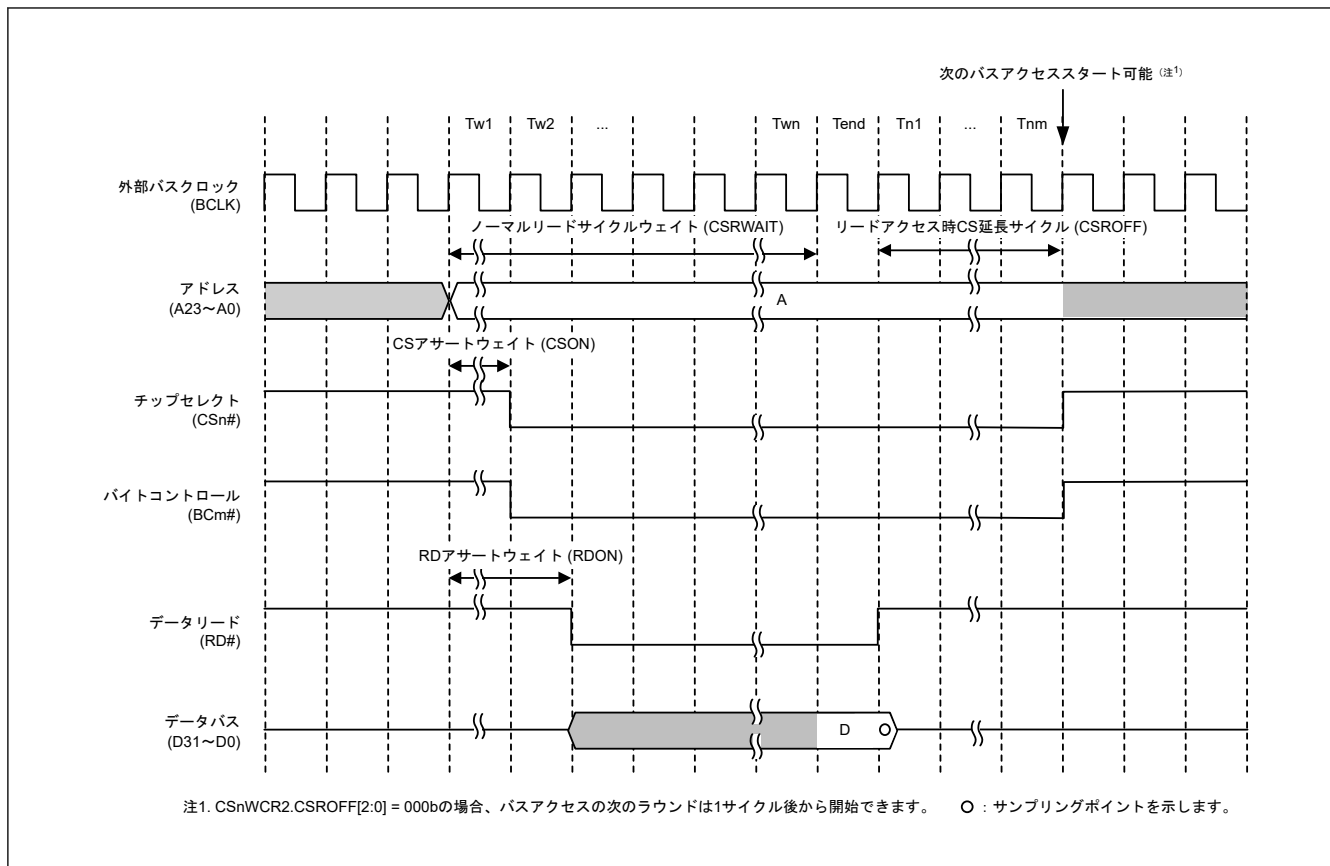 次のバスアクセススタート可能 (注1)
Tw1 Tw2 ... Twn Tend Tn1 ... Tnm
外部バスクロック
(BCLK)
ノーマルリードサイクルウェイト (CSRWAIT)
リードアクセス時CS延長サイクル (CSROFF)
アドレス
(A23～A0)
A
CSアサートウェイト (CSON)
チップセレクト
(CSn#)
バイトコントロール
(BCm#)
RDアサートウェイト (RDON)
データリード
(RD#)
データバス
(D31～D0)
D
注1. CSnWCR2.CSROFF[2:0] = 000bの場合、バスアクセスの次のラウンドは1サイクル後から開始できます。
：サンプリングポイントを示します。